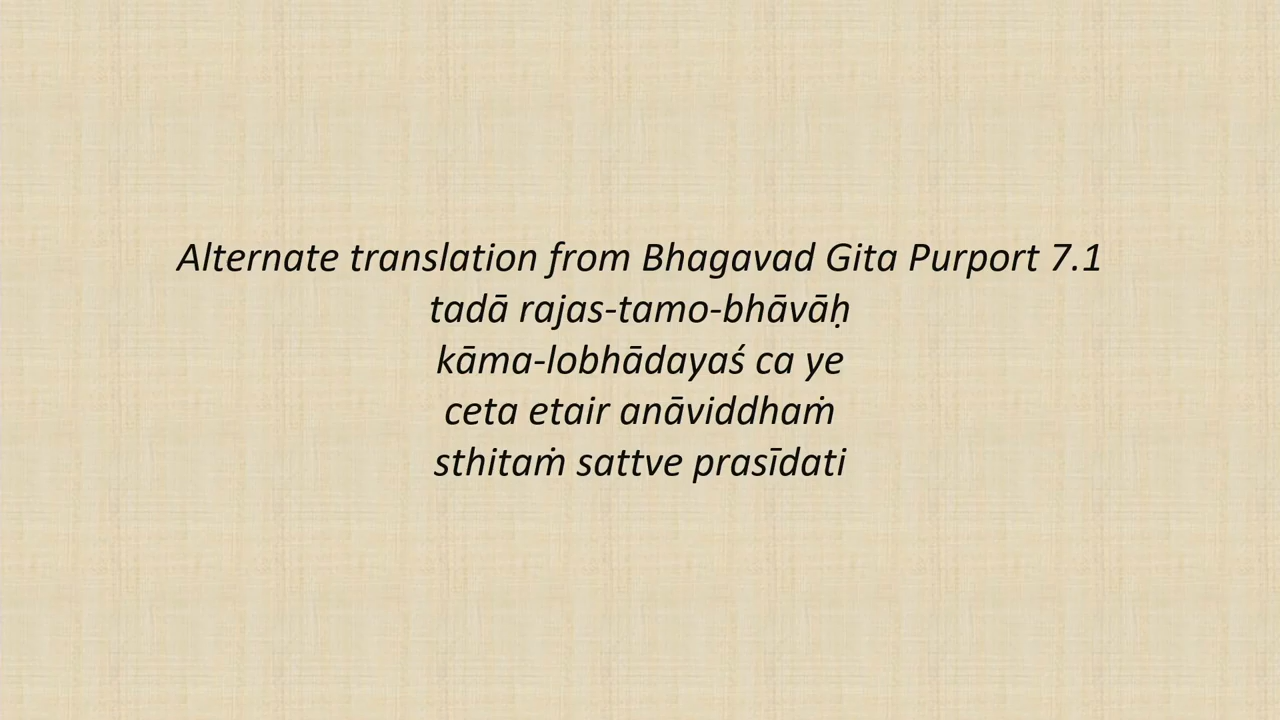 Alternate translation from Bhagavad Gita Purport 7.1
tadā rajas-tamo-bhāvāḥ
kāma-lobhādayaś ca ye
ceta etair anāviddhaṁ
sthitaṁ sattve prasīdati